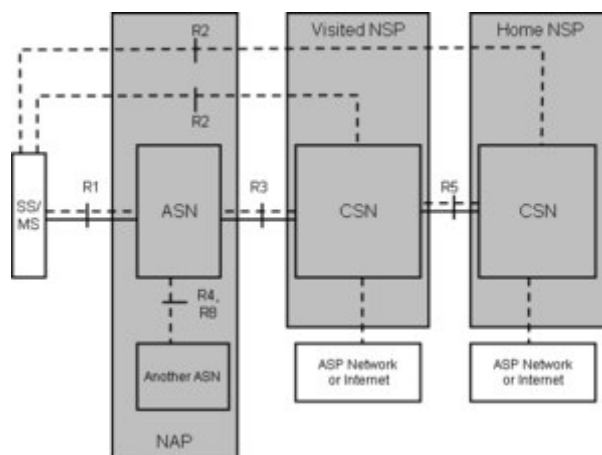 R2
Visited NSP
Home NSP
R2
SS/
MS
R1
ASN
R3
CSN
R5
CSN
R4,
R8
Another ASN
ASP Network
or Internet
ASP Network
or Internet
NAP